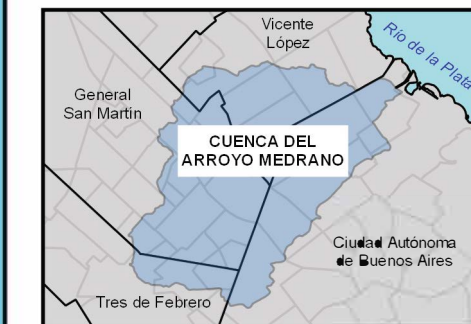 Vicente
López
Río de la Plata
General
San Martín
CUENCA DEL
ARROYO MEDRANO
Ciudad Autónoma
de Buenos Aires
Tres de Febrero